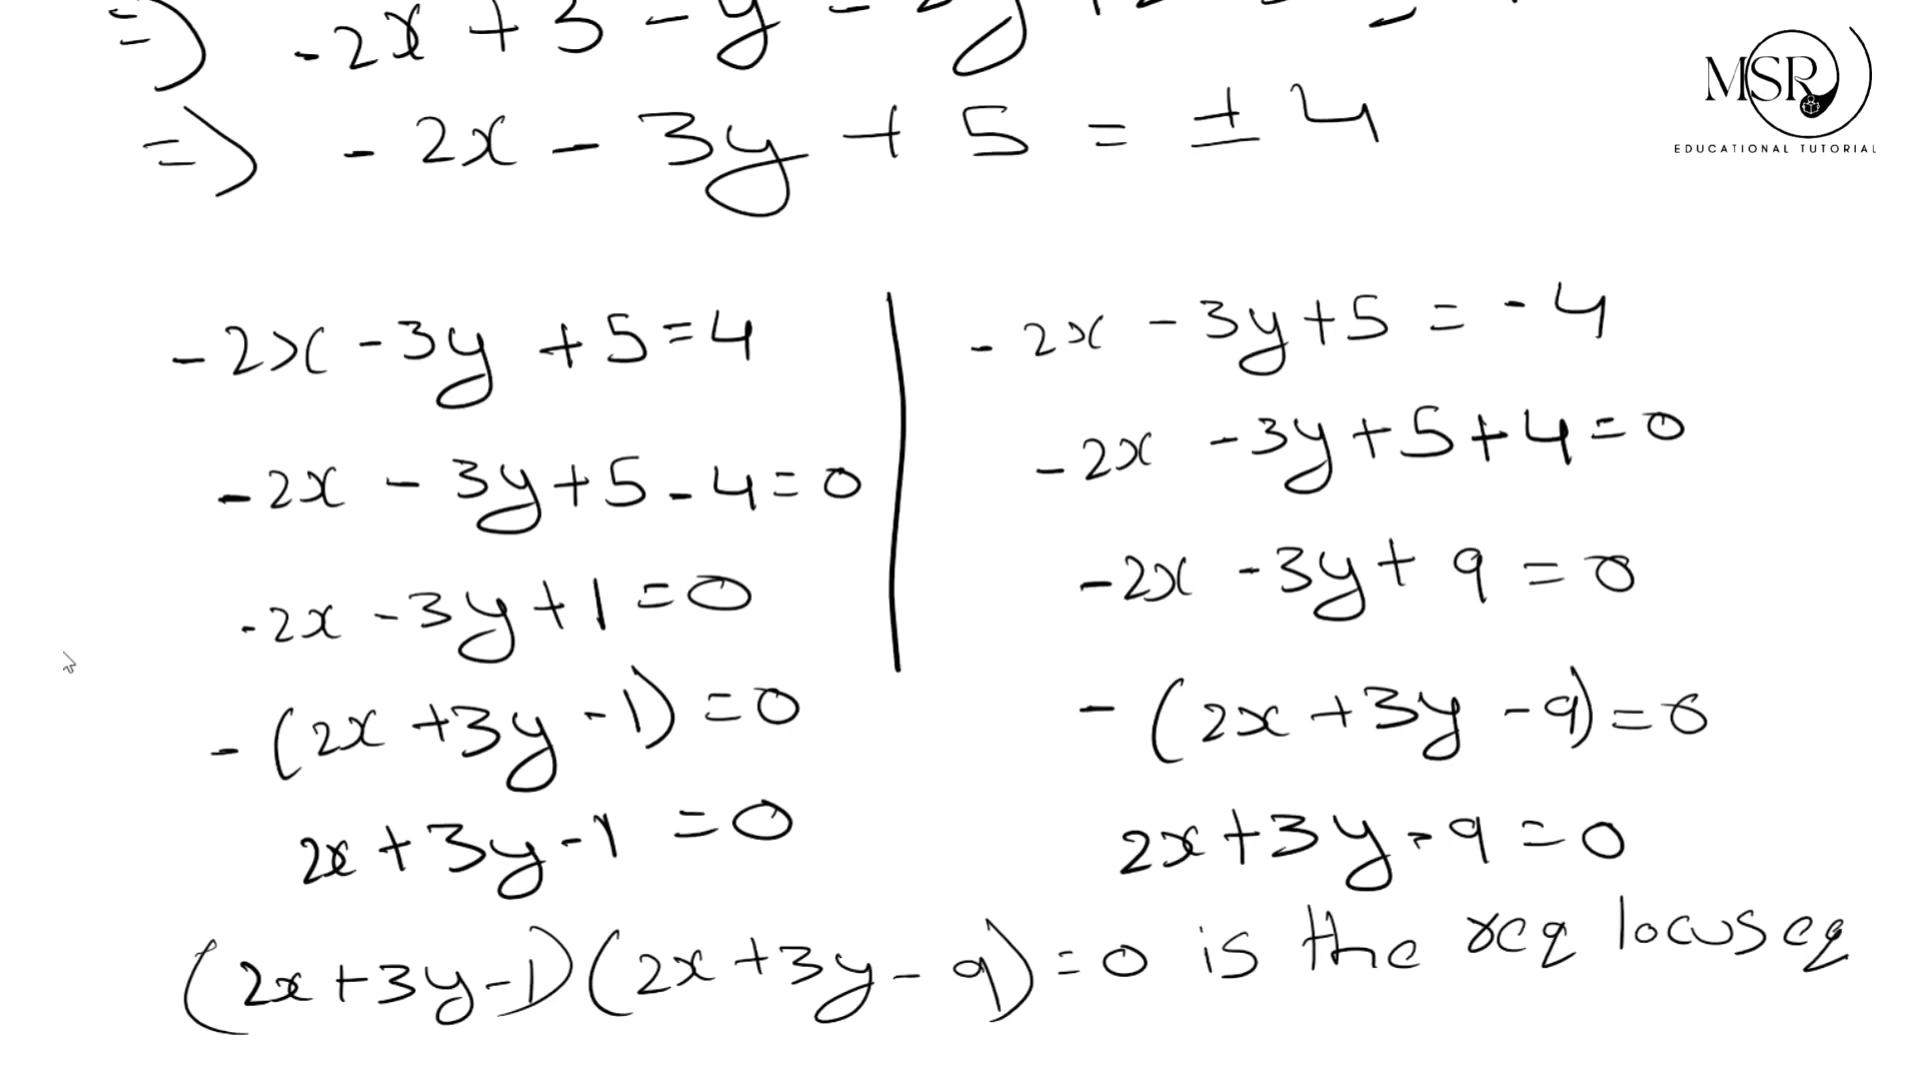 => -2x + 3 - y -
=> -2x - 3y + 5 = ± 4
MSR
EDUCATIONAL TUTORIAL
-2x - 3y + 5 = 4
-2x - 3y + 5 - 4 = 0
-2x - 3y + 1 = 0
-(2x + 3y - 1) = 0
2x + 3y - 1 = 0
-2x - 3y + 5 = -4
-2x - 3y + 5 + 4 = 0
-2x - 3y + 9 = 0
-(2x + 3y - 9) = 0
2x + 3y - 9 = 0
(2x + 3y - 1)(2x + 3y - 9) = 0 is the req locus eq